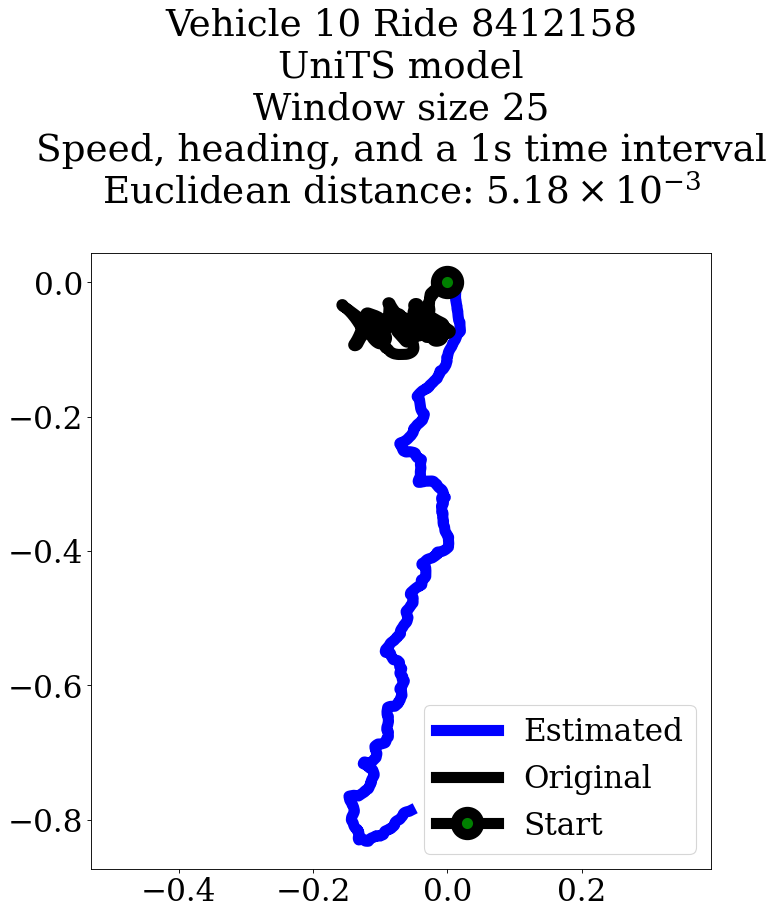 Vehicle 10 Ride 8412158
UniTS model
Window size 25
Speed, heading, and a 1s time interval
Euclidean distance: 5.18 × 10⁻³
0.0
−0.2
−0.4
−0.6
−0.8
Estimated
Original
Start
−0.4 −0.2 0.0 0.2